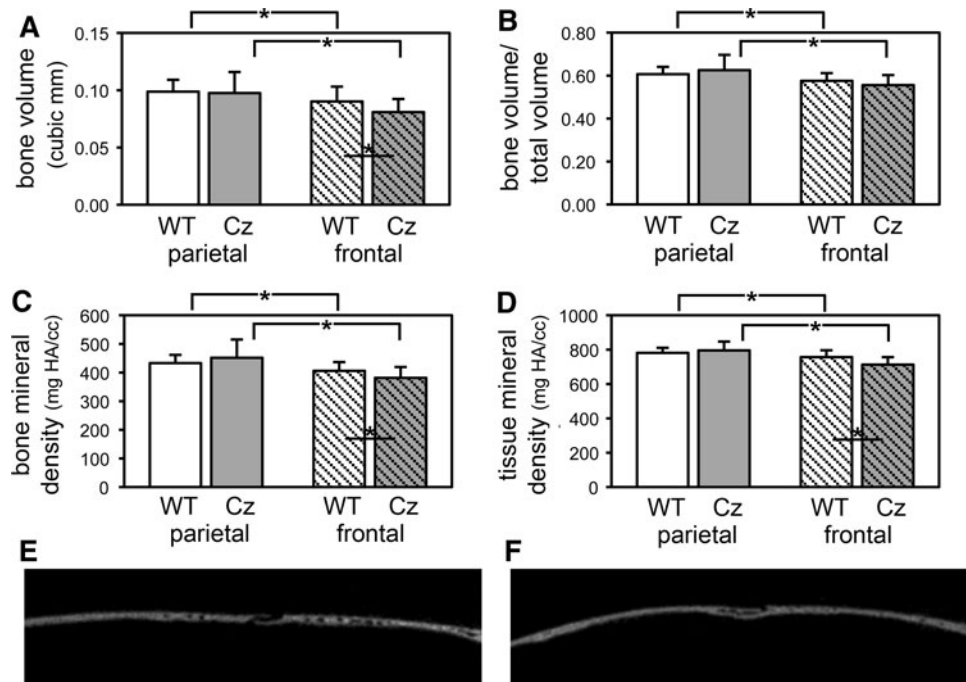 A
*
*
bone volume
(cubic mm)
0.15
0.10
0.05
0.00
*
WT Cz WT Cz
parietal frontal
B
*
*
bone volume/
total volume
0.80
0.60
0.40
0.20
0.00
WT Cz WT Cz
parietal frontal
C
*
*
bone mineral
density (mg HA/cc)
600
500
400
300
200
100
0
*
WT Cz WT Cz
parietal frontal
D
*
*
tissue mineral
density (mg HA/cc)
1000
800
600
400
200
0
*
WT Cz WT Cz
parietal frontal
E
F